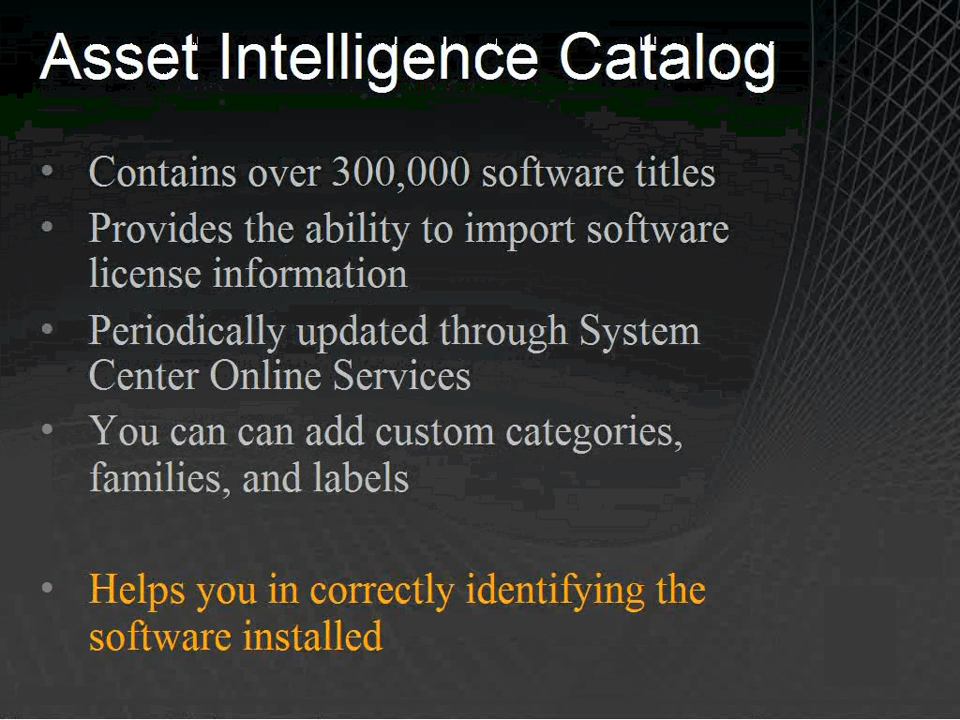 Asset Intelligence Catalog
• Contains over 300,000 software titles
• Provides the ability to import software
license information
• Periodically updated through System
Center Online Services
• You can can add custom categories,
families, and labels
• Helps you in correctly identifying the
software installed